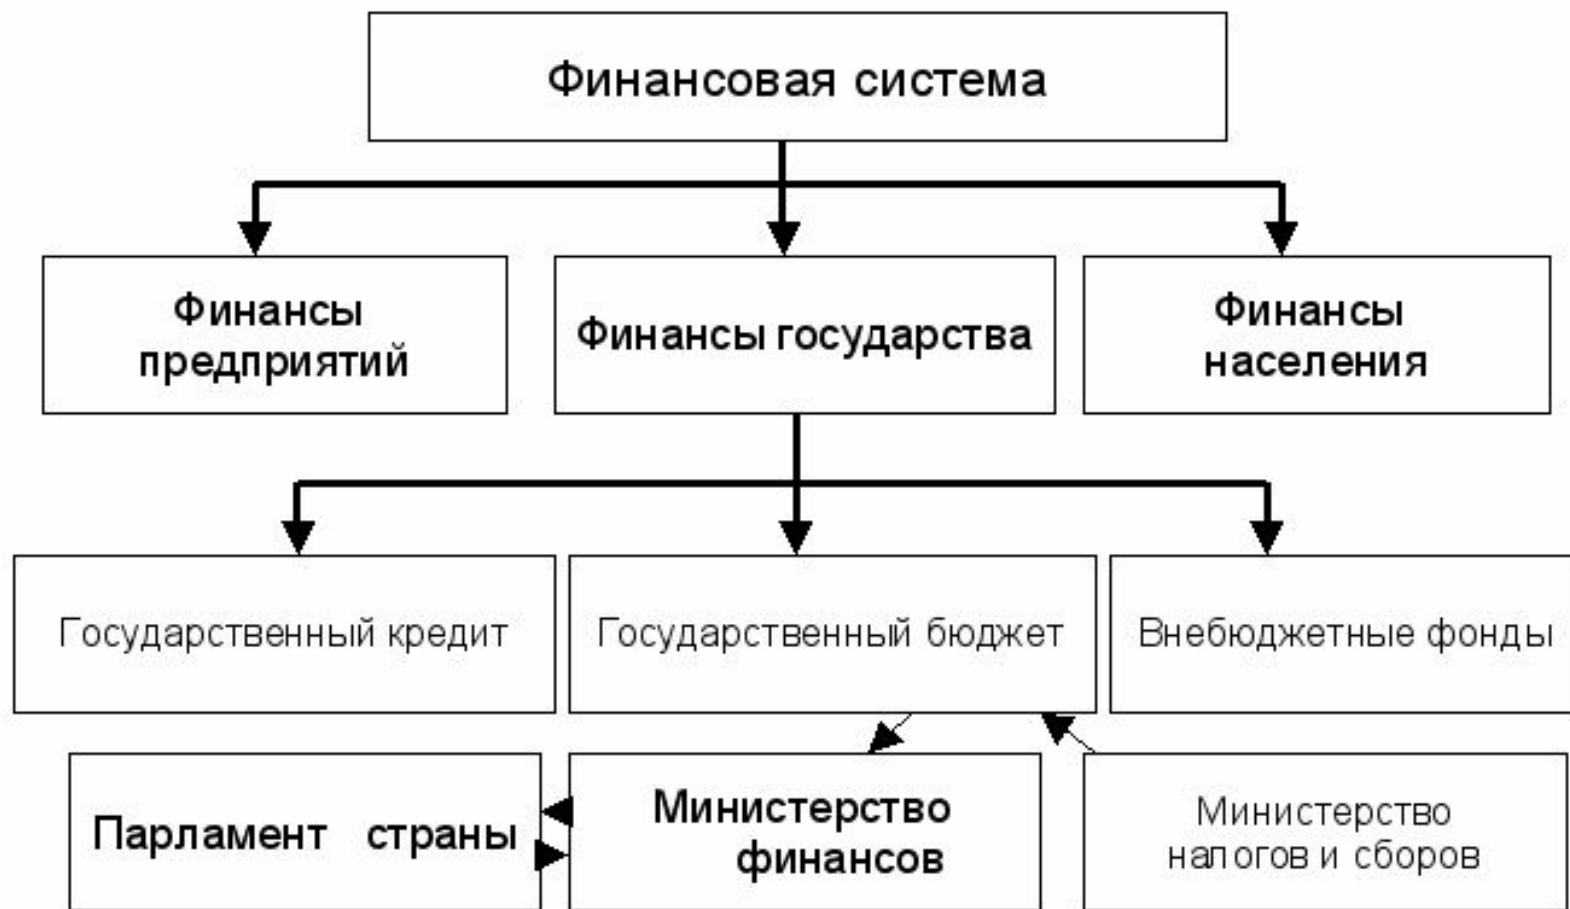 Финансовая система
Финансы
предприятий
Финансы государства
Финансы
населения
Государственный кредит
Государственный бюджет
Внебюджетные фонды
Парламент страны
Министерство
финансов
Министерство
налогов и сборов